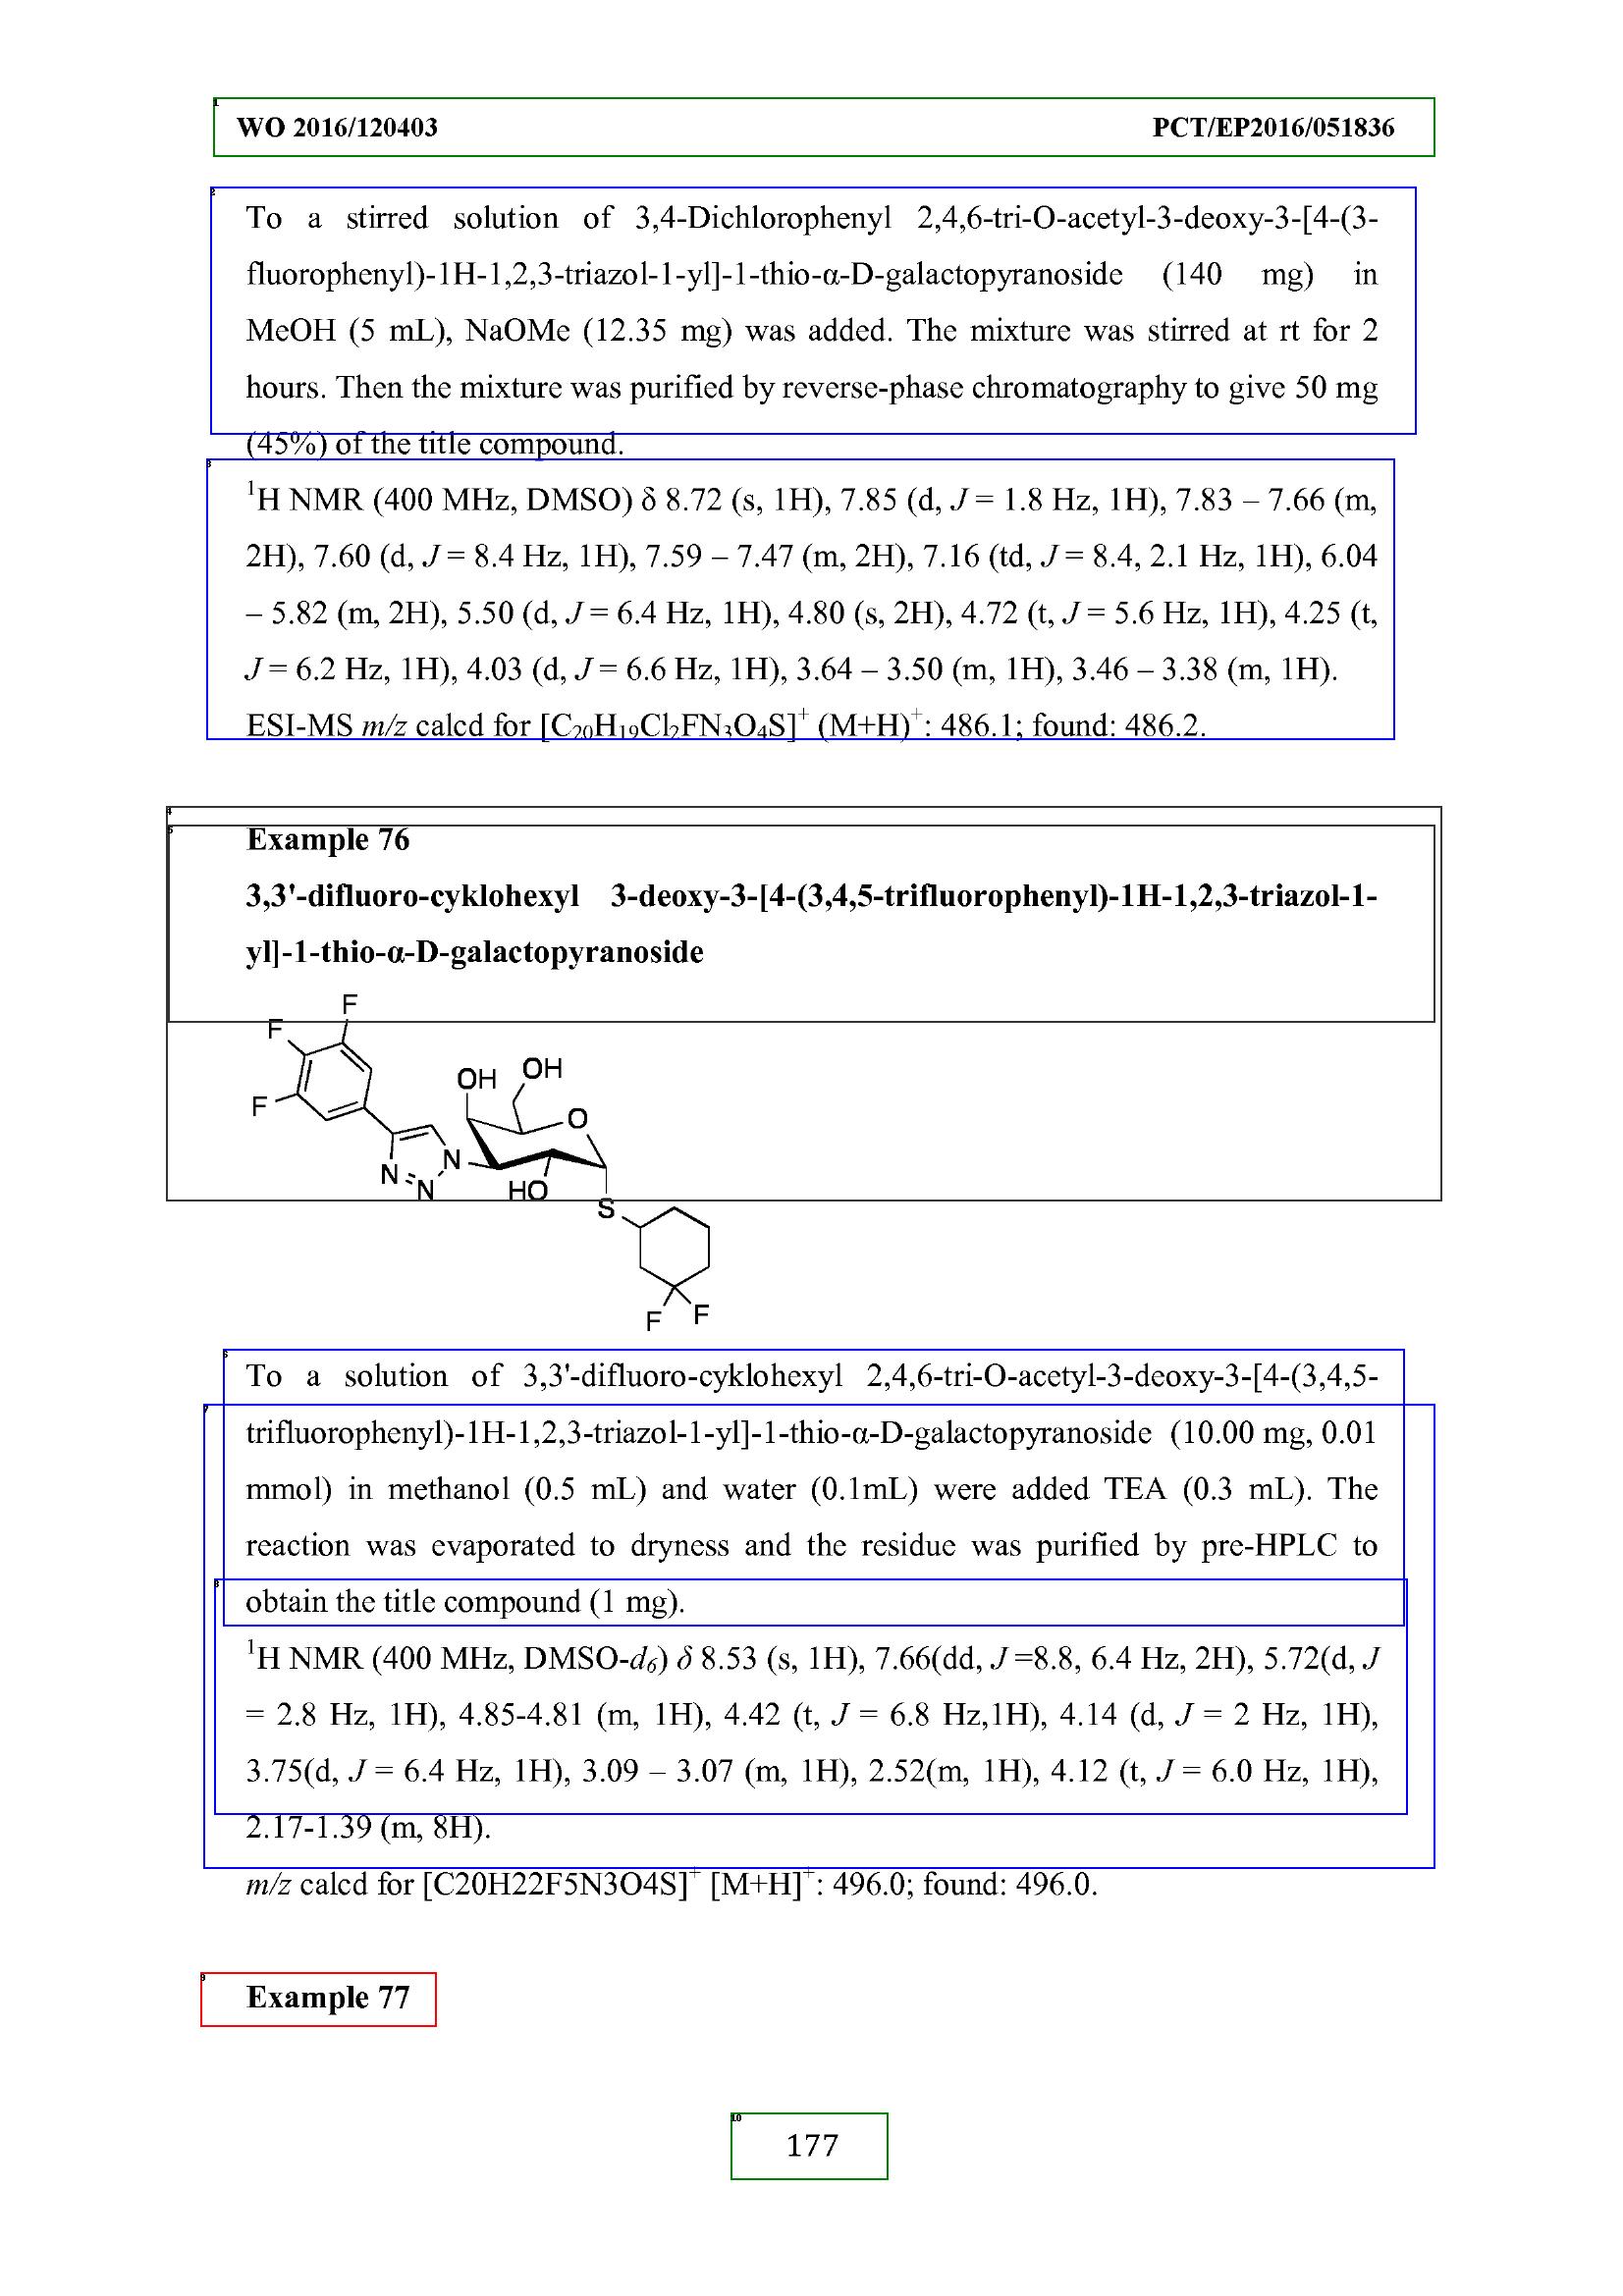 WO 2016/120403 PCT/EP2016/051836
To a stirred solution of 3,4-Dichlorophenyl 2,4,6-tri-O-acetyl-3-deoxy-3-[4-(3-
fluorophenyl)-1H-1,2,3-triazol-1-yl]-1-thio-α-D-galactopyranoside (140 mg) in
MeOH (5 mL), NaOMe (12.35 mg) was added. The mixture was stirred at rt for 2
hours. Then the mixture was purified by reverse-phase chromatography to give 50 mg
(45%) of the title compound.
¹H NMR (400 MHz, DMSO) δ 8.72 (s, 1H), 7.85 (d, J = 1.8 Hz, 1H), 7.83 – 7.66 (m,
2H), 7.60 (d, J = 8.4 Hz, 1H), 7.59 – 7.47 (m, 2H), 7.16 (td, J = 8.4, 2.1 Hz, 1H), 6.04
– 5.82 (m, 2H), 5.50 (d, J = 6.4 Hz, 1H), 4.80 (s, 2H), 4.72 (t, J = 5.6 Hz, 1H), 4.25 (t,
J = 6.2 Hz, 1H), 4.03 (d, J = 6.6 Hz, 1H), 3.64 – 3.50 (m, 1H), 3.46 – 3.38 (m, 1H).
ESI-MS m/z calcd for [C₂₀H₁₉Cl₂FN₃O₄S]⁺ (M+H)⁺: 486.1; found: 486.2.
Example 76
3,3'-difluoro-cyklohexyl 3-deoxy-3-[4-(3,4,5-trifluorophenyl)-1H-1,2,3-triazol-1-
yl]-1-thio-α-D-galactopyranoside
F
F
OH
OH
F
O
N
N
N
HO
S
F
F
To a solution of 3,3'-difluoro-cyklohexyl 2,4,6-tri-O-acetyl-3-deoxy-3-[4-(3,4,5-
trifluorophenyl)-1H-1,2,3-triazol-1-yl]-1-thio-α-D-galactopyranoside (10.00 mg, 0.01
mmol) in methanol (0.5 mL) and water (0.1mL) were added TEA (0.3 mL). The
reaction was evaporated to dryness and the residue was purified by pre-HPLC to
obtain the title compound (1 mg).
¹H NMR (400 MHz, DMSO-d₆) δ 8.53 (s, 1H), 7.66(dd, J =8.8, 6.4 Hz, 2H), 5.72(d, J
= 2.8 Hz, 1H), 4.85-4.81 (m, 1H), 4.42 (t, J = 6.8 Hz,1H), 4.14 (d, J = 2 Hz, 1H),
3.75(d, J = 6.4 Hz, 1H), 3.09 – 3.07 (m, 1H), 2.52(m, 1H), 4.12 (t, J = 6.0 Hz, 1H),
2.17-1.39 (m, 8H).
m/z calcd for [C20H22F5N3O4S]⁺ [M+H]⁺: 496.0; found: 496.0.
Example 77
177